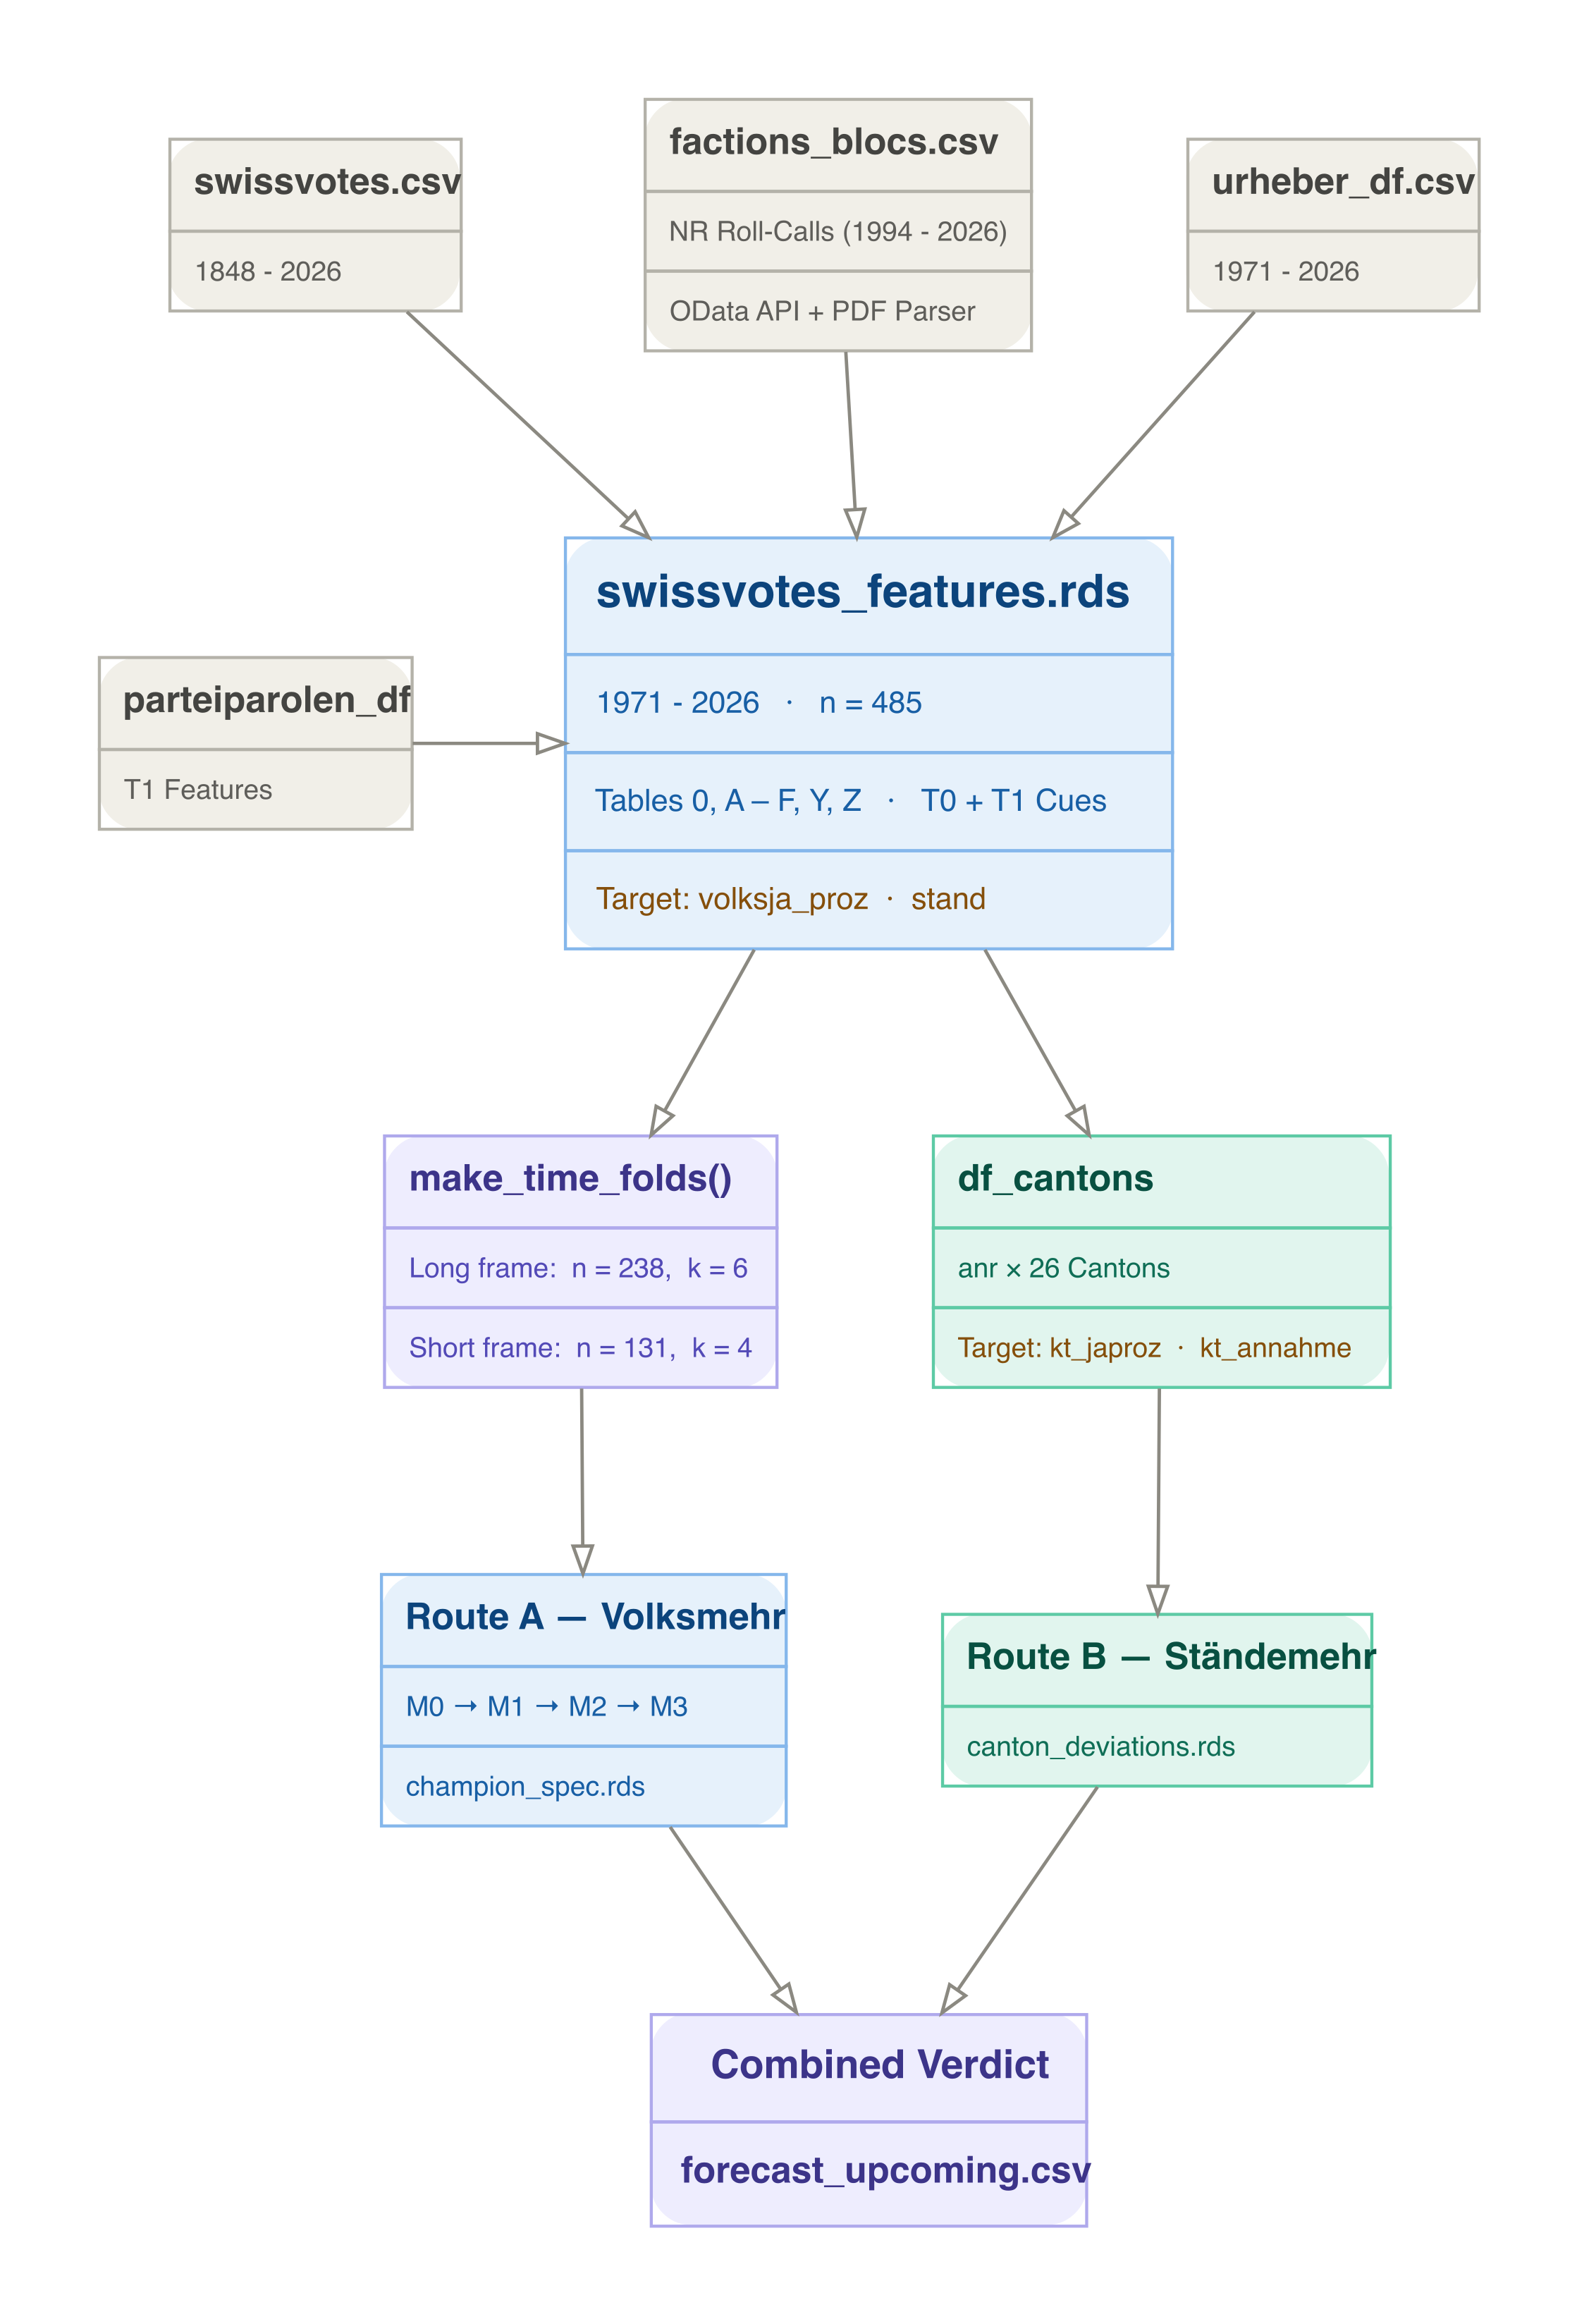 swissvotes.csv
1848 - 2026
factions_blocs.csv
NR Roll-Calls (1994 - 2026)
OData API + PDF Parser
urheber_df.csv
1971 - 2026
parteiparolen_df
T1 Features
swissvotes_features.rds
1971 - 2026 · n = 485
Tables 0, A – F, Y, Z · T0 + T1 Cues
Target: volksja_proz · stand
make_time_folds()
Long frame: n = 238, k = 6
Short frame: n = 131, k = 4
df_cantons
anr × 26 Cantons
Target: kt_japroz · kt_annahme
Route A — Volksmehr
M0 → M1 → M2 → M3
champion_spec.rds
Route B — Ständemehr
canton_deviations.rds
Combined Verdict
forecast_upcoming.csv